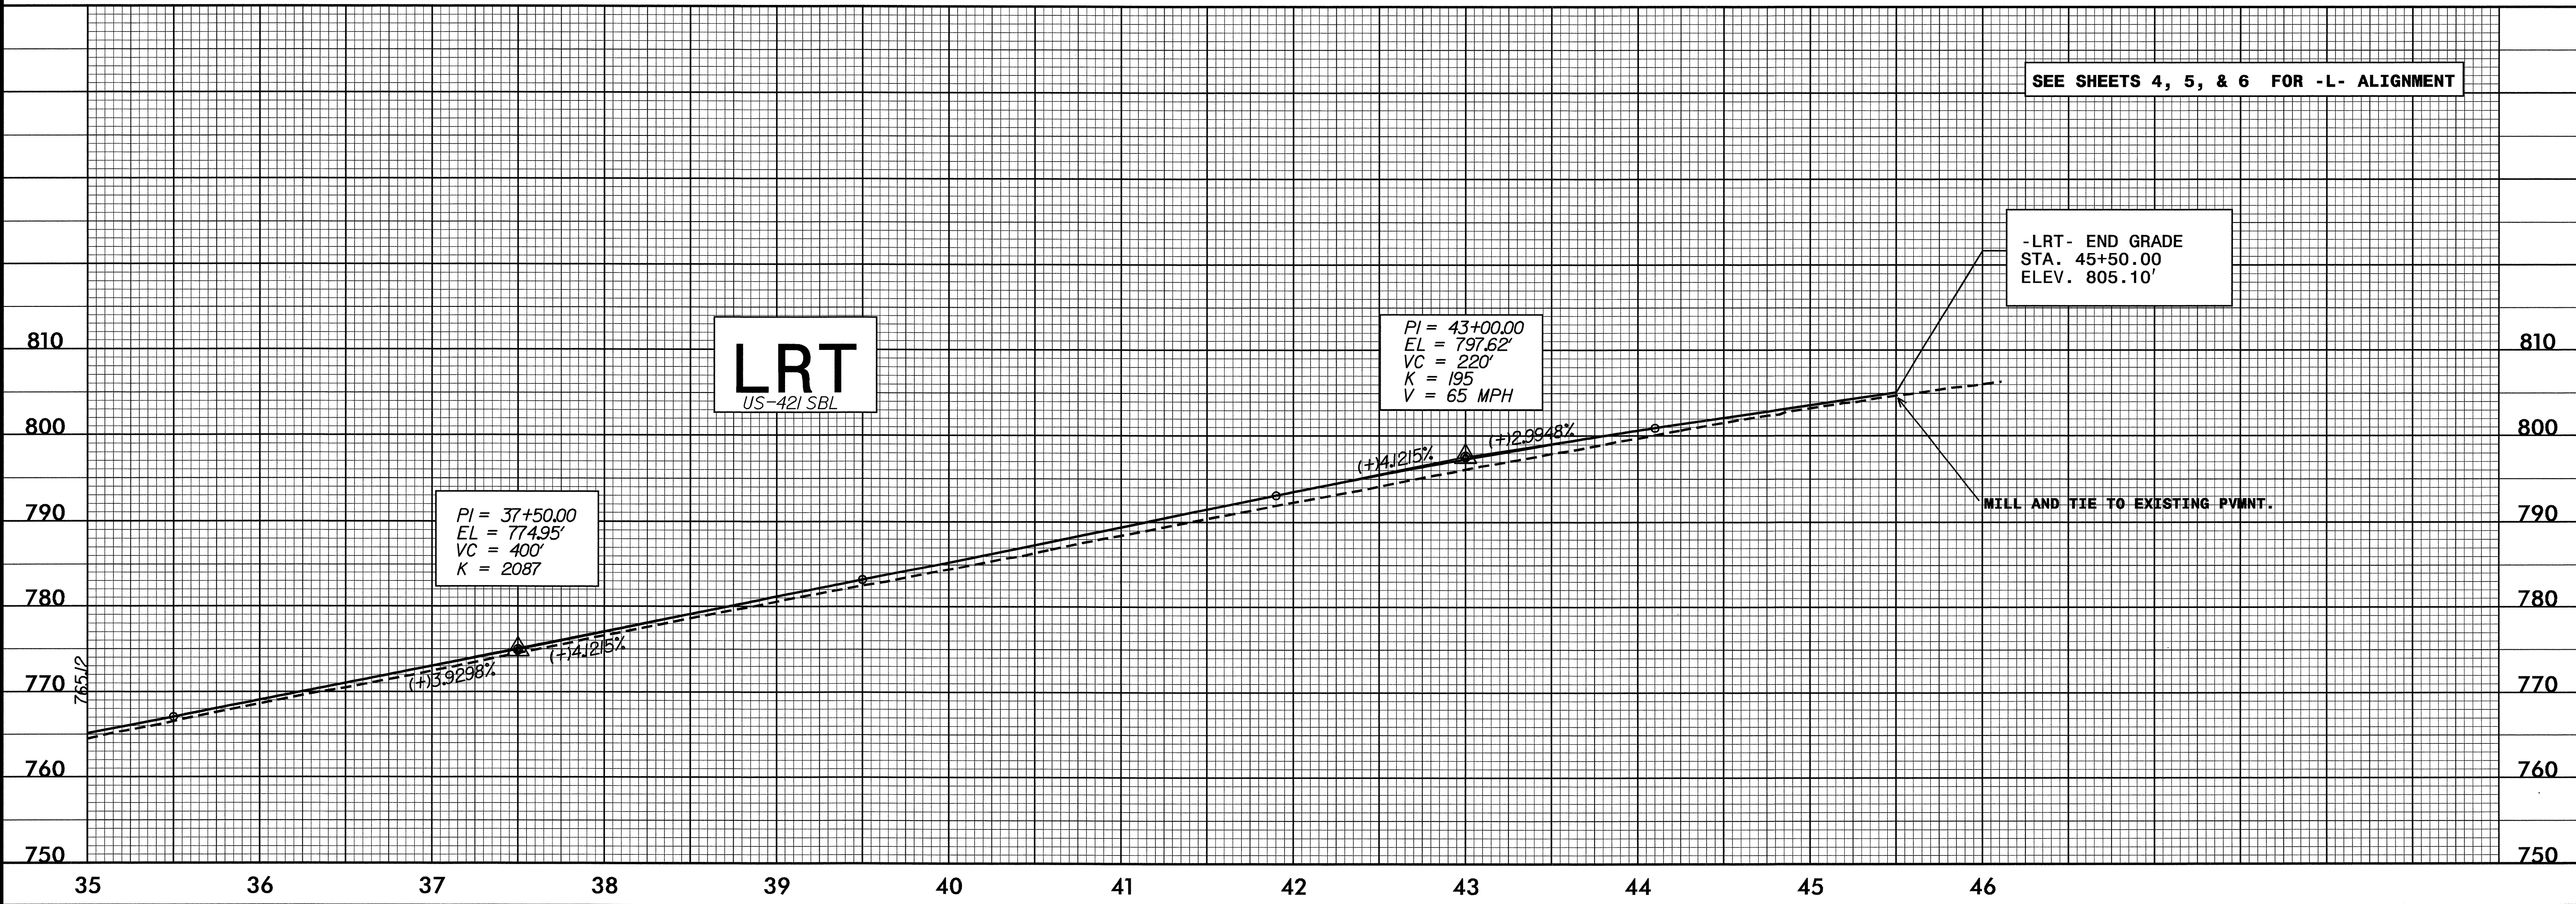 SEE SHEETS 4, 5, & 6 FOR -L- ALIGNMENT
-LRT- END GRADE
STA. 45+50.00
ELEV. 805.10'
PI = 43+00.00
EL = 797.62'
VC = 220'
K = 195
V = 65 MPH
LRT
US-421 SBL
810
810
800
800
(+)4.1215%
(+)2.9948%
MILL AND TIE TO EXISTING PVMNT.
PI = 37+50.00
EL = 774.95'
VC = 400'
K = 2087
790
790
780
780
765.12
(+)3.9298%
(+)4.1215%
770
770
760
760
750
750
35 36 37 38 39 40 41 42 43 44 45 46